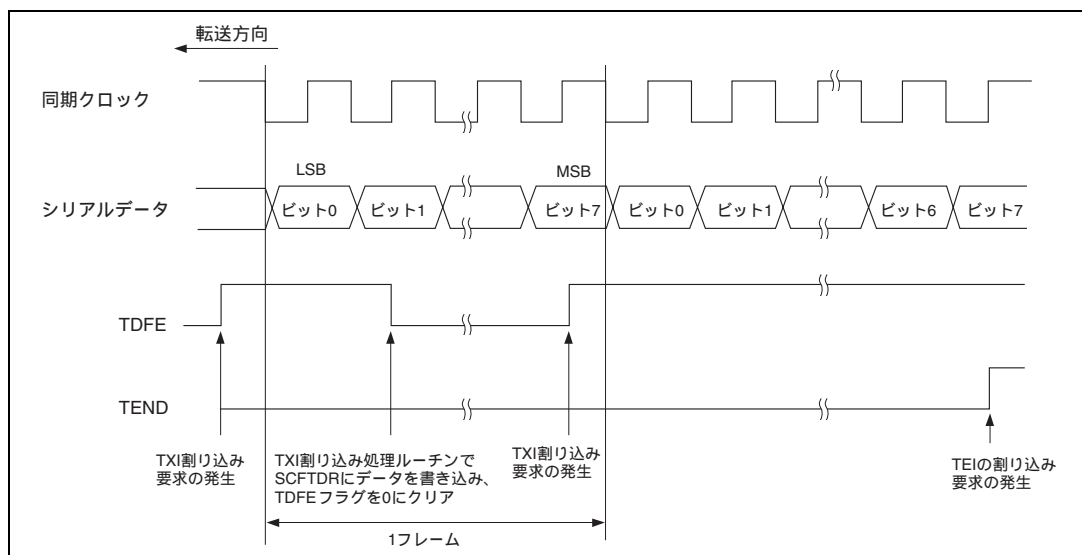 転送方向
同期クロック
LSB
MSB
シリアルデータ
ビット0
ビット1
ビット7
ビット0
ビット1
ビット6
ビット7
TDFE
TEND
TXI割り込み
要求の発生
TXI割り込み処理ルーチンで
SCFTDRにデータを書き込み、
TDFEフラグを0にクリア
TXI割り込み
要求の発生
TEIの割り込み
要求の発生
1フレーム